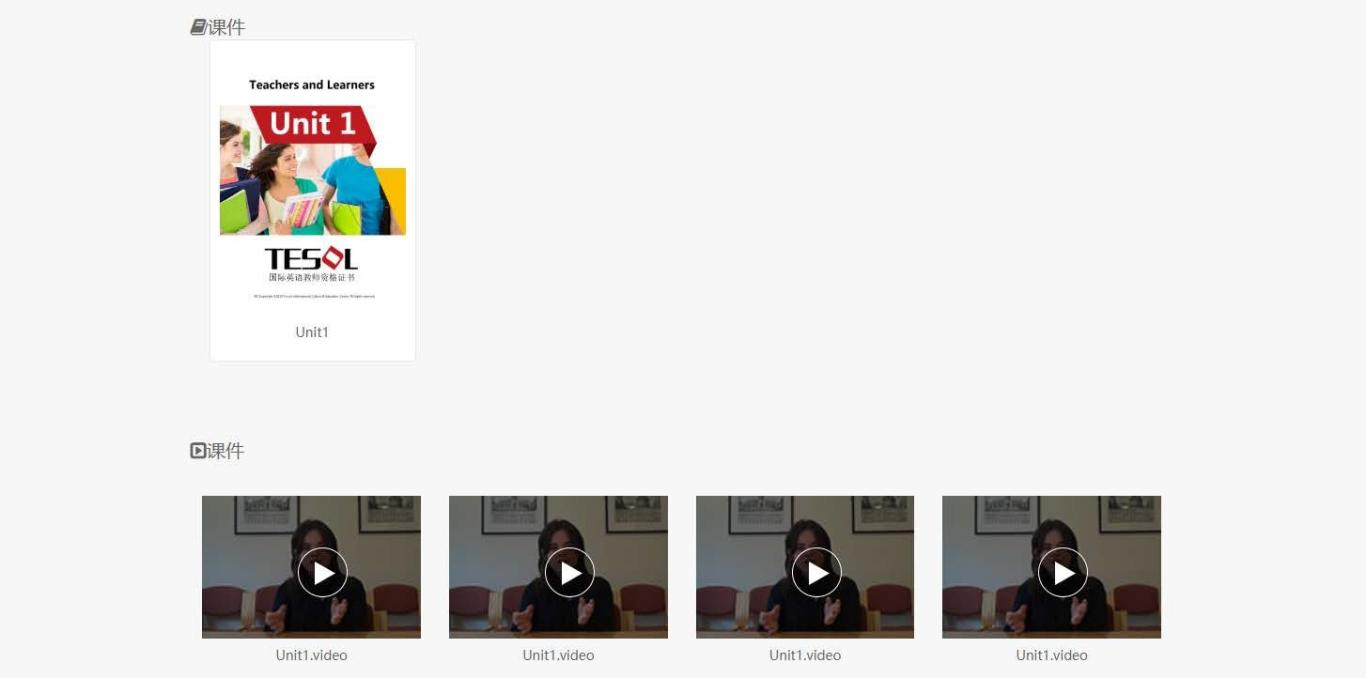 课件
Teachers and Learners
Unit 1
TESOL
国际英语教师资格证书
Unit1
课件
Unit1.video
Unit1.video
Unit1.video
Unit1.video